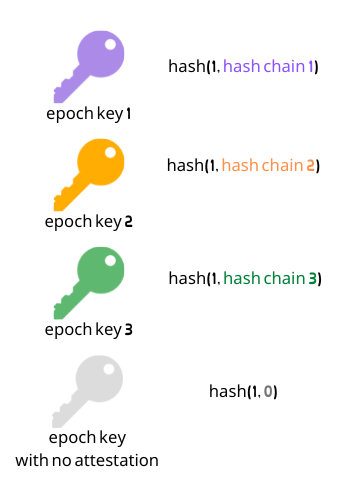 hash(1, hash chain 1)
epoch key 1
hash(1, hash chain 2)
epoch key 2
hash(1, hash chain 3)
epoch key 3
hash(1, 0)
epoch key
with no attestation